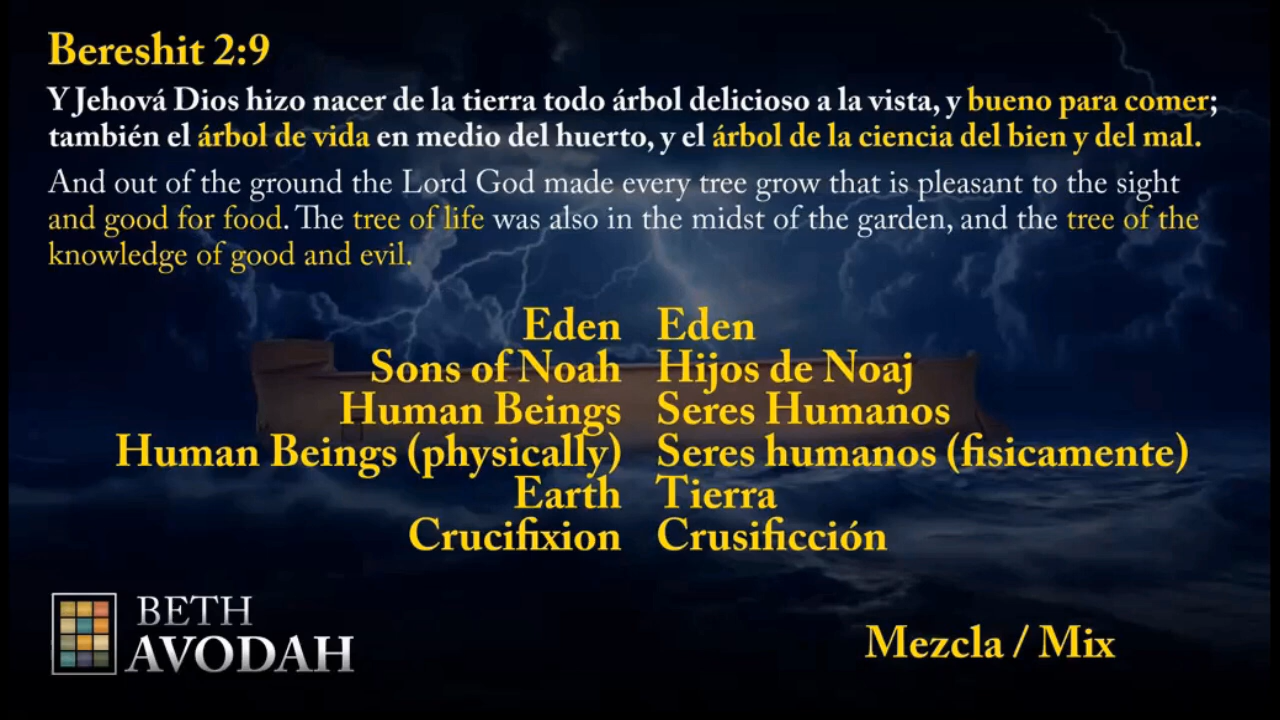 Bereshit 2:9
Y Jehová Dios hizo nacer de la tierra todo árbol delicioso a la vista, y bueno para comer;
también el árbol de vida en medio del huerto, y el árbol de la ciencia del bien y del mal.
And out of the ground the Lord God made every tree grow that is pleasant to the sight
and good for food. The tree of life was also in the midst of the garden, and the tree of the
knowledge of good and evil.
Eden Eden
Sons of Noah Hijos de Noaj
Human Beings Seres Humanos
Human Beings (physically) Seres humanos (fisicamente)
Earth Tierra
Crucifixion Crusificción
BETH
AVODAH
Mezcla / Mix